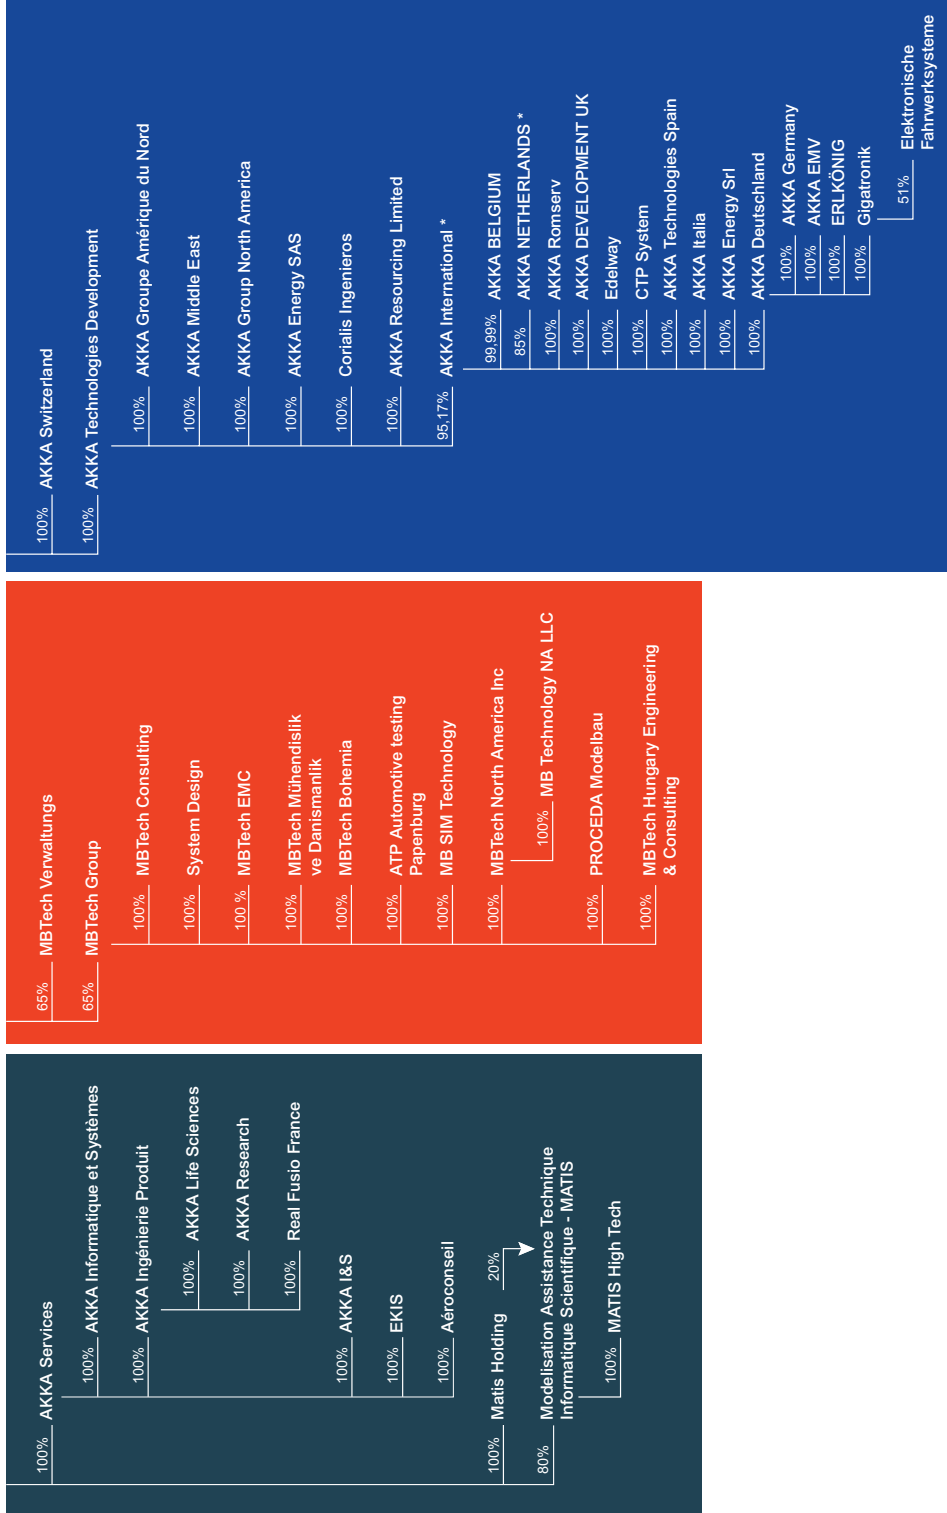 100% AKKA Services
100% AKKA Informatique et Systèmes
100% AKKA Ingénierie Produit
100% AKKA Life Sciences
100% AKKA Research
100% Real Fusio France
100% AKKA I&S
100% EKIS
100% Aéroconseil
100% Matis Holding 20%
80% Modelisation Assistance Technique
Informatique Scientifique - MATIS
100% MATIS High Tech
65% MBTech Verwaltungs
65% MBTech Group
100% MBTech Consulting
100% System Design
100 % MBTech EMC
100% MBTech Mühendislik
ve Danismanlik
100% MBTech Bohemia
100% ATP Automotive testing
Papenburg
100% MB SIM Technology
100% MBTech North America Inc
100% MB Technology NA LLC
100% PROCEDA Modelbau
100% MBTech Hungary Engineering
& Consulting
100% AKKA Switzerland
100% AKKA Technologies Development
100% AKKA Groupe Amérique du Nord
100% AKKA Middle East
100% AKKA Group North America
100% AKKA Energy SAS
100% Corialis Ingenieros
100% AKKA Resourcing Limited
95,17% AKKA International *
99,99% AKKA BELGIUM
85% AKKA NETHERLANDS *
100% AKKA Romserv
100% AKKA DEVELOPMENT UK
100% Edelway
100% CTP System
100% AKKA Technologies Spain
100% AKKA Italia
100% AKKA Energy Srl
100% AKKA Deutschland
100% AKKA Germany
100% AKKA EMV
100% ERLKÖNIG
100% Gigatronik
51% Elektronische
Fahrwerksysteme